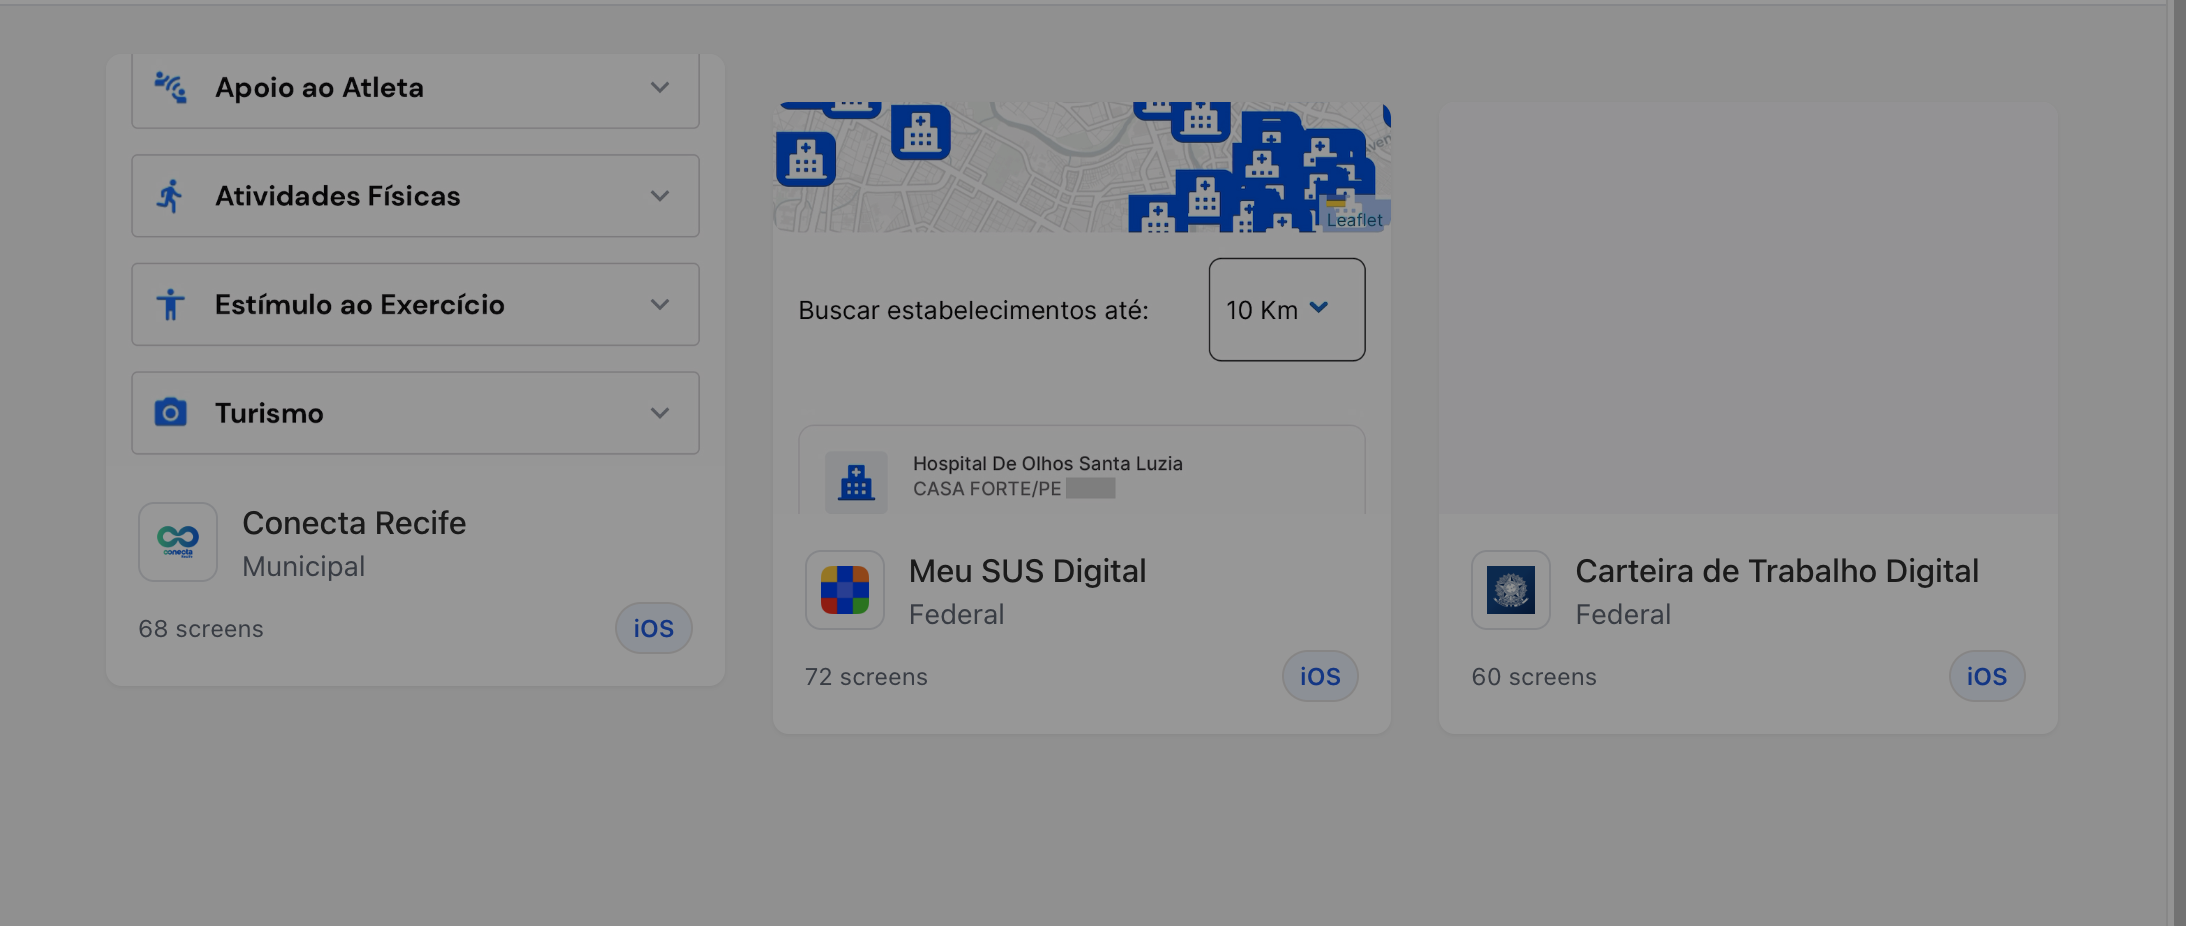 Apoio ao Atleta
Atividades Físicas
Estímulo ao Exercício
Turismo
conecta
Conecta Recife
Municipal
68 screens
iOS
Leaflet
Buscar estabelecimentos até:
10 Km
Hospital De Olhos Santa Luzia
CASA FORTE/PE
Meu SUS Digital
Federal
72 screens
iOS
Carteira de Trabalho Digital
Federal
60 screens
iOS